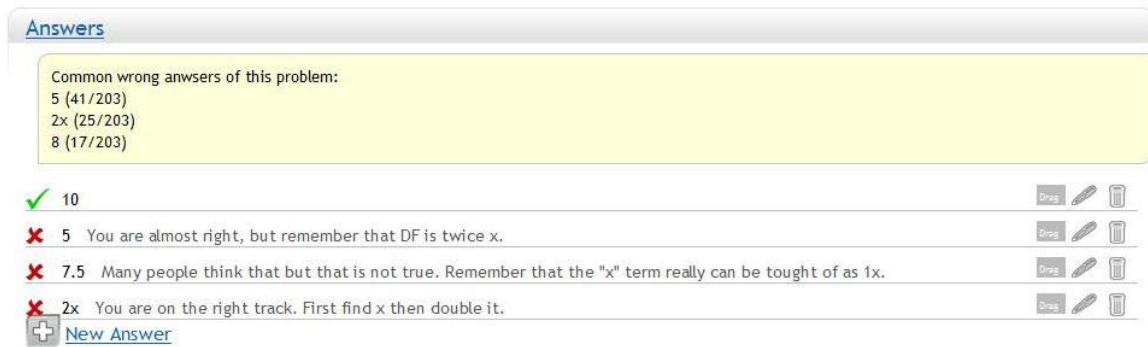 Answers
Common wrong anwsers of this problem:
5 (41/203)
2x (25/203)
8 (17/203)
10 Drag
5 You are almost right, but remember that DF is twice x. Drag
7.5 Many people think that but that is not true. Remember that the "x" term really can be tought of as 1x. Drag
2x You are on the right track. First find x then double it. Drag
New Answer